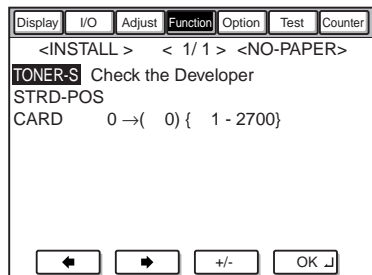 Display I/O Adjust Function Option Test Counter
<INSTALL > < 1/ 1 > <NO-PAPER>
TONER-S Check the Developer
STRD-POS
CARD 0 →( 0) { 1 - 2700}
+/- OK